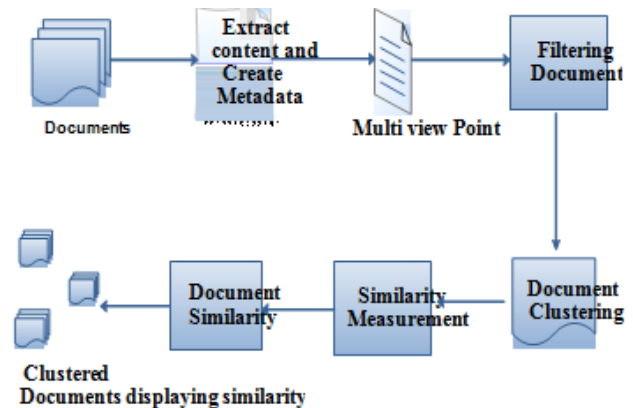 Documents
Extract
content and
Create
Metadata
Multi view Point
Filtering
Document
Document
Clustering
Similarity
Measurement
Document
Similarity
Clustered
Documents displaying similarity